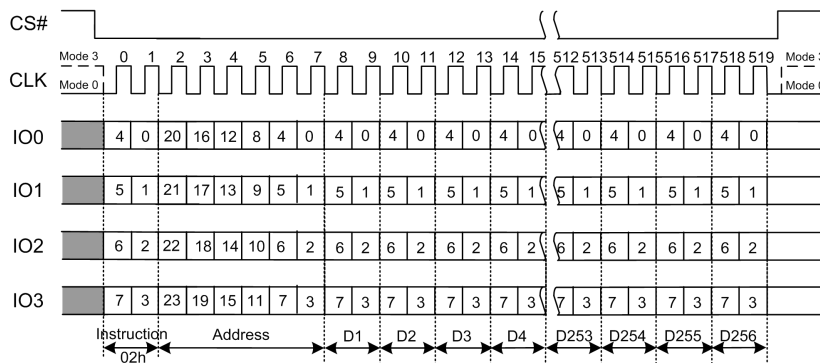 CS#
Mode 3 0 1 2 3 4 5 6 7 8 9 10 11 12 13 14 15 512 513 514 515 516 517 518 519 Mode 3
CLK Mode 0 Mode 0
IO0 4 0 20 16 12 8 4 0 4 0 4 0 4 0 4 0 4 0 4 0 4 0 4 0
IO1 5 1 21 17 13 9 5 1 5 1 5 1 5 1 5 1 5 1 5 1 5 1 5 1
IO2 6 2 22 18 14 10 6 2 6 2 6 2 6 2 6 2 6 2 6 2 6 2 6 2
IO3 7 3 23 19 15 11 7 3 7 3 7 3 7 3 7 3 7 3 7 3 7 3 7 3
Instruction Address D1 D2 D3 D4 D253 D254 D255 D256
02h